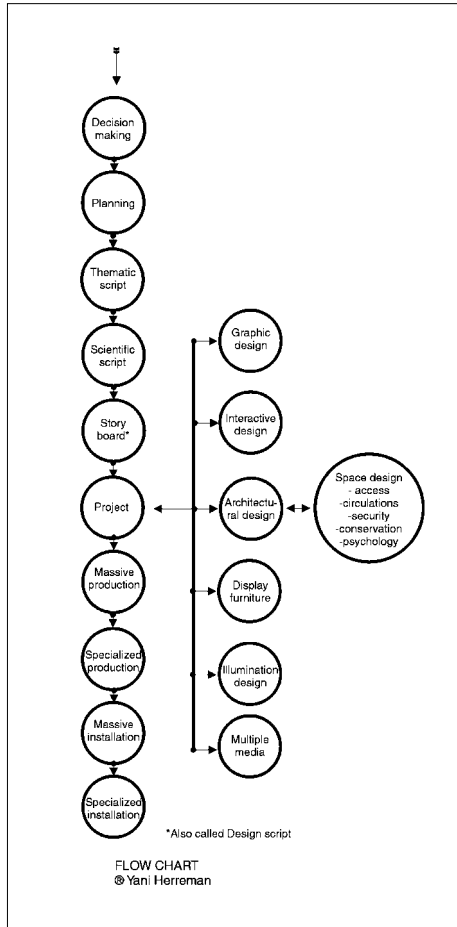 Decision
making
Planning
Thematic
script
Scientific
script
Story
board*
Project
Massive
production
Specialized
production
Massive
installation
Specialized
installation
Graphic
design
Interactive
design
Architectu-
ral design
Display
furniture
Illumination
design
Multiple
media
Space design
- access
-circulations
-security
-conservation
-psychology
*Also called Design script
FLOW CHART
® Yani Herreman